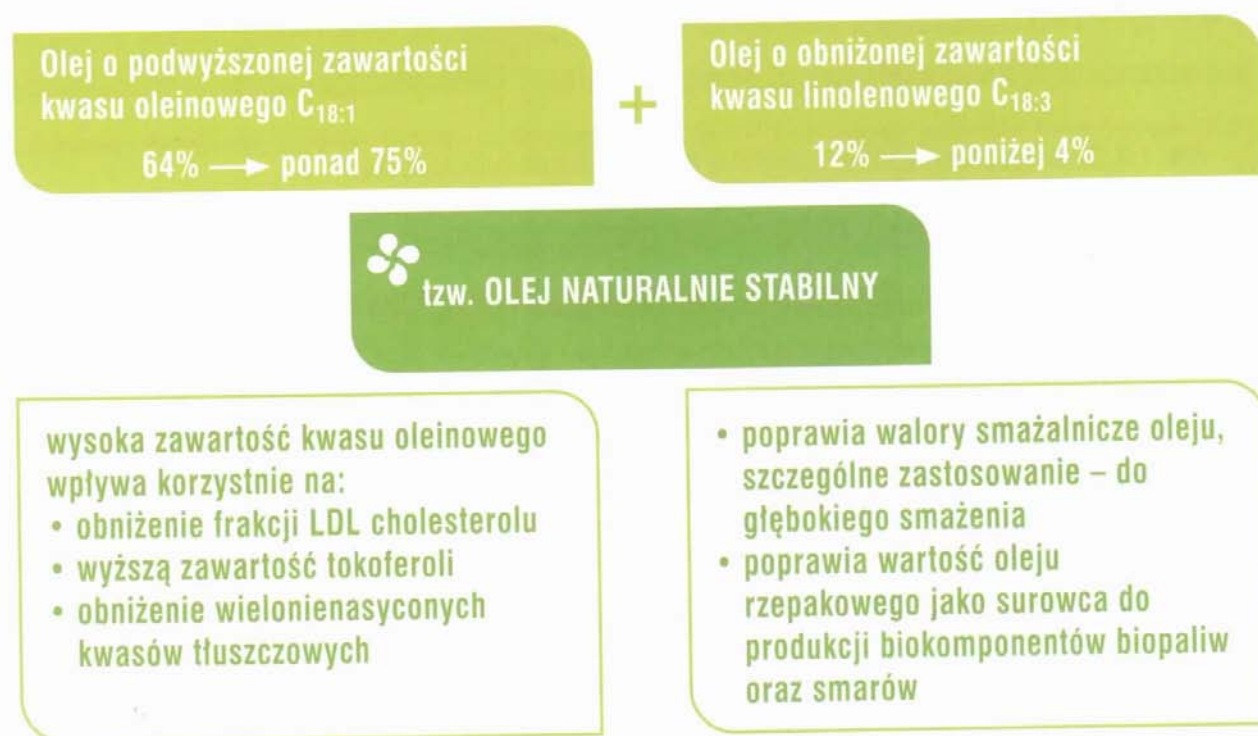 Olej o podwyższonej zawartości
kwasu oleinowego C18:1
64% → ponad 75%
+
Olej o obniżonej zawartości
kwasu linolenowego C18:3
12% → poniżej 4%
tzw. OLEJ NATURALNIE STABILNY
wysoka zawartość kwasu oleinowego
wpływa korzystnie na:
• obniżenie frakcji LDL cholesterolu
• wyższą zawartość tokoferoli
• obniżenie wielonienasyconych
kwasów tłuszczowych
• poprawia walory smażalnicze oleju,
szczególne zastosowanie – do
głębokiego smażenia
• poprawia wartość oleju
rzepakowego jako surowca do
produkcji biokomponentów biopaliw
oraz smarów